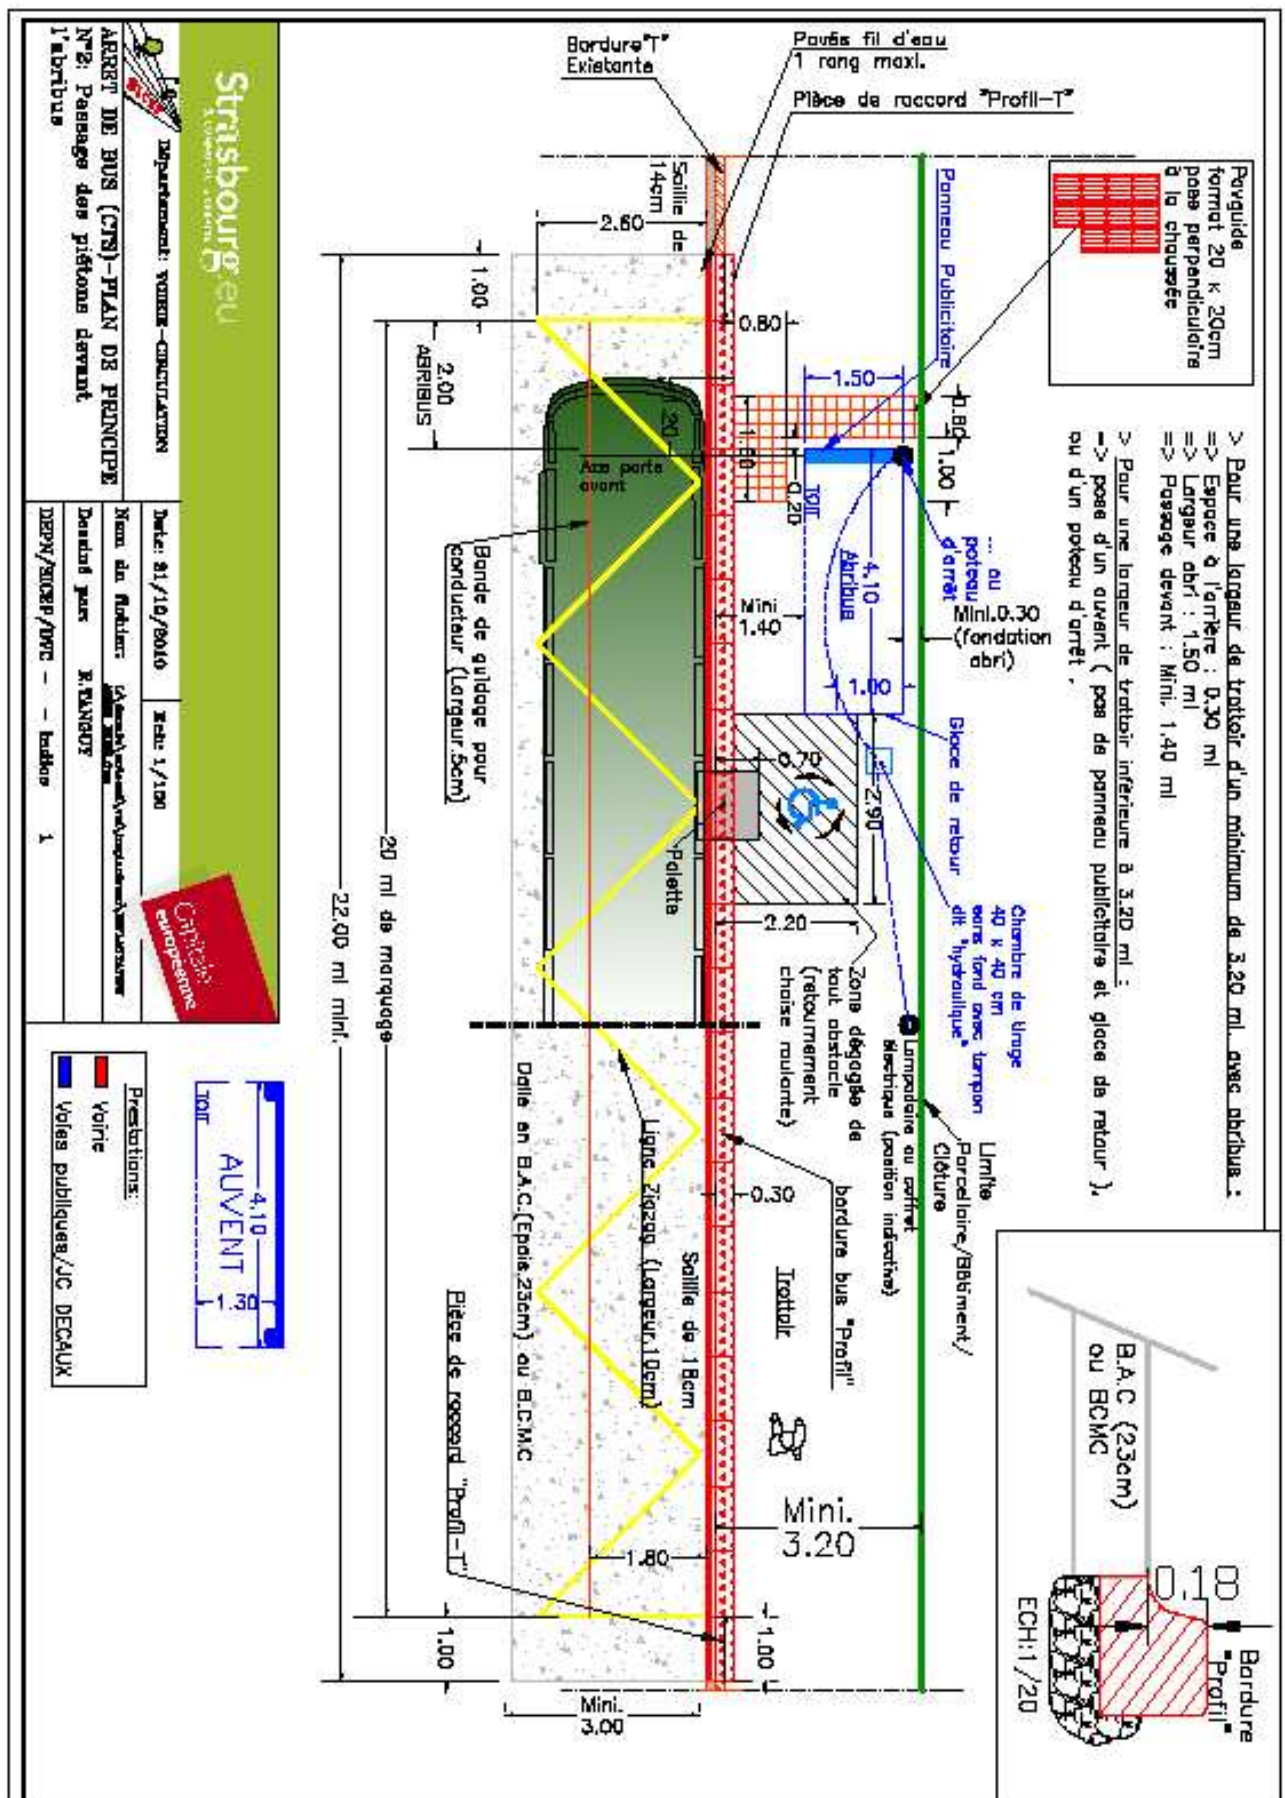 Pavguide
format 20 x 20cm
pose perpendiculaire
à la chaussée
> Pour une largeur de trottoir d'un minimum de 3.20 ml. avec abribus :
=> Espace à l'arrière : 0.30 ml
=> Largeur abri : 1.50 ml
=> Passage devant : Mini. 1.40 ml
> Pour une largeur de trottoir inférieure à 3.20 ml :
-> pose d'un auvent ( pas de panneau publicitaire et glace de retour ),
ou d'un poteau d'arrêt .
B.A.C (23cm)
ou BCMC
0.18
Bordure
"Profil"
ECH:1/20
Bordure"T"
Existante
Pavés fil d'eau
1 rang maxi.
Pièce de raccord "Profil-T"
Panneau Publicitaire
... ou
poteau
d'arrêt
Mini.0.30
(fondation
abri)
Glace de retour
Chambre de tirage
40 x 40 cm
sans fond avec tampon
dit "hydraulique"
Lampadaire ou coffret
électrique (position indicative)
Limite
Parcellaire/Bâtiment/
Clôture
0.80
1.00
1.50
TOIT
4.10
Abribus
1.00
2.90
0.80
0.20
1.60
.20
Mini
1.40
0.70
2.20
Palette
Zone dégagée de
tout obstacle
(retournement
chaise roulante)
bordure bus "Profil"
Trottoir
0.30
Mini.
3.20
Saillie de
14cm
2.60
1.00
2.00
ABRIBUS
Axe porte
avant
Bande de guidage pour
conducteur (Largeur.5cm)
Ligne Zigzag (Largeur.10cm)
Saillie de 18cm
Dalle en B.A.C.(Epais.23cm) ou B.C.M.C
Pièce de raccord "Profil-T"
1.80
1.00
1.00
Mini.
3.00
20 ml de marquage
22.00 ml mini.
Strasbourg.eu
& COMMUNAUTÉ URBAINE
Capitale
européenne
Département: VOIRIE-CIRCULATION
ARRET DE BUS (CTS)-PLAN DE PRINCIPE
N°2: Passage des piétons devant
l'abribus
Ech: 1/100
Nom du fichier:
Dessiné par: E.TANGUY
- - Indice 1
TOIT
4.10
AUVENT
1.30
Prestations:
Voirie
Voies publiques/JC DECAUX